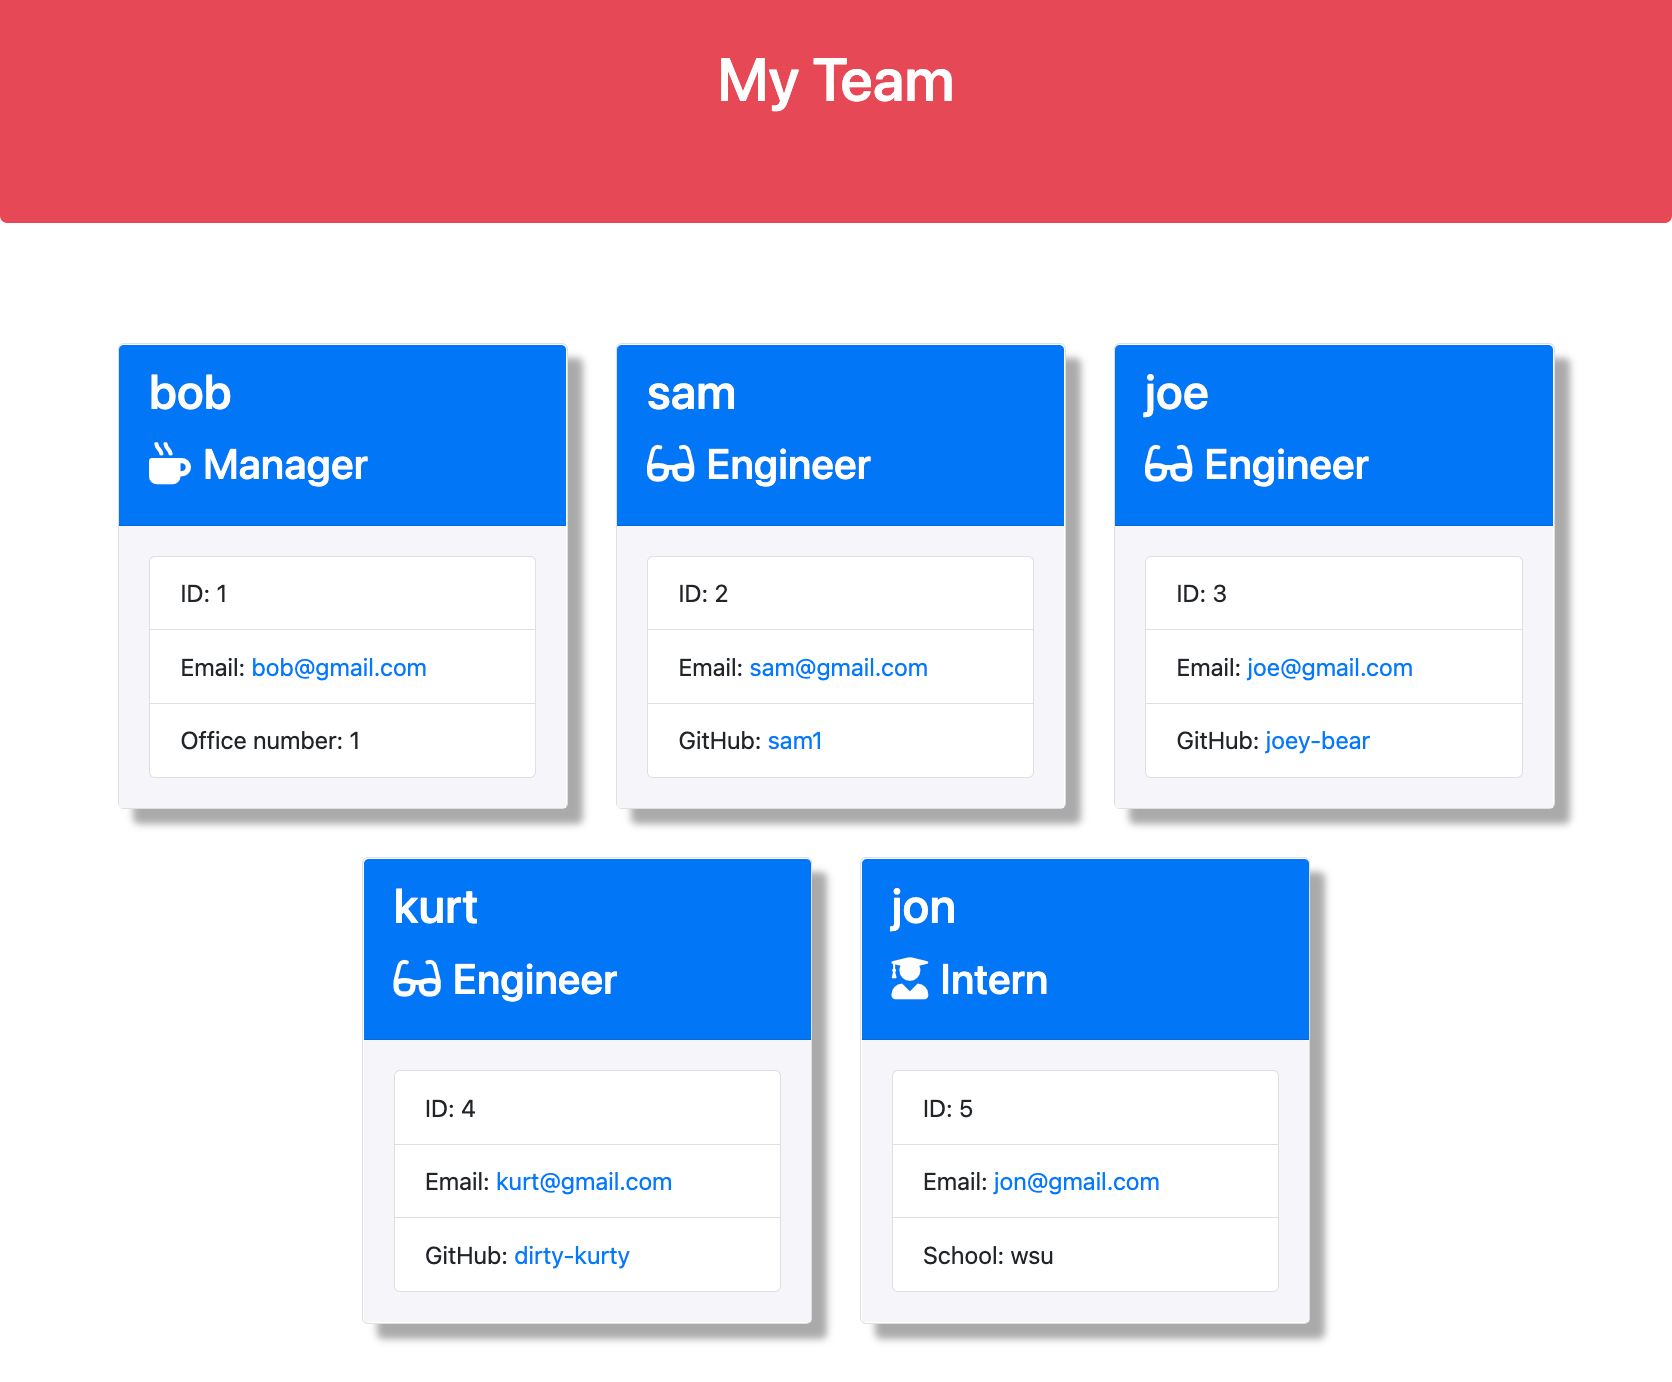 My Team
bob
Manager
ID: 1
Email: bob@gmail.com
Office number: 1
sam
Engineer
ID: 2
Email: sam@gmail.com
GitHub: sam1
joe
Engineer
ID: 3
Email: joe@gmail.com
GitHub: joey-bear
kurt
Engineer
ID: 4
Email: kurt@gmail.com
GitHub: dirty-kurty
jon
Intern
ID: 5
Email: jon@gmail.com
School: wsu